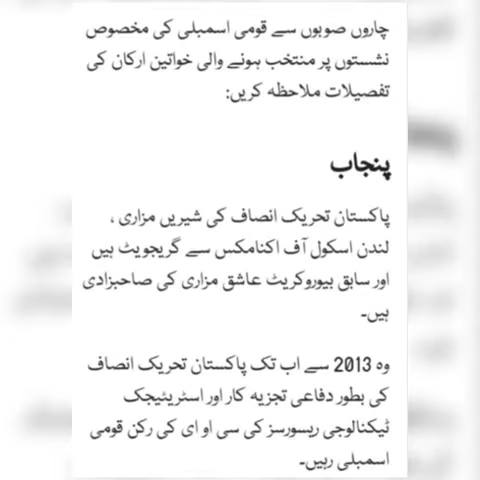 چاروں صوبوں سے قومی اسمبلی کی مخصوص
نشستوں پر منتخب ہونے والی خواتین ارکان کی
تفصیلات ملاحظہ کریں:
پنجاب
پاکستان تحریک انصاف کی شیریں مزاری ،
لندن اسکول آف اکنامکس سے گریجویٹ ہیں
اور سابق بیوروکریٹ عاشق مزاری کی صاحبزادی
ہیں۔
وہ 2013 سے اب تک پاکستان تحریک انصاف
کی بطور دفاعی تجزیہ کار اور اسٹریٹیجک
ٹیکنالوجی ریسورسز کی سی او ای کی رکن قومی
اسمبلی رہیں۔